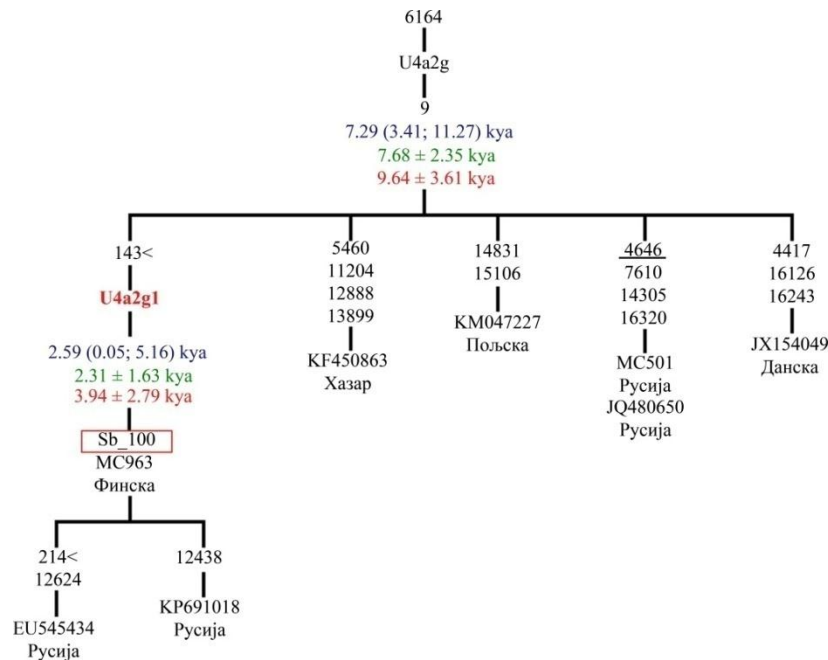 6164
U4a2g
9
7.29 (3.41; 11.27) kya
7.68 ± 2.35 kya
9.64 ± 3.61 kya
143<
U4a2g1
2.59 (0.05; 5.16) kya
2.31 ± 1.63 kya
3.94 ± 2.79 kya
Sb_100
MC963
Финска
214<
12624
EU545434
Русија
12438
KP691018
Русија
5460
11204
12888
13899
KF450863
Хазар
14831
15106
KM047227
Пољска
4646
7610
14305
16320
MC501
Русија
JQ480650
Русија
4417
16126
16243
JX154049
Данска